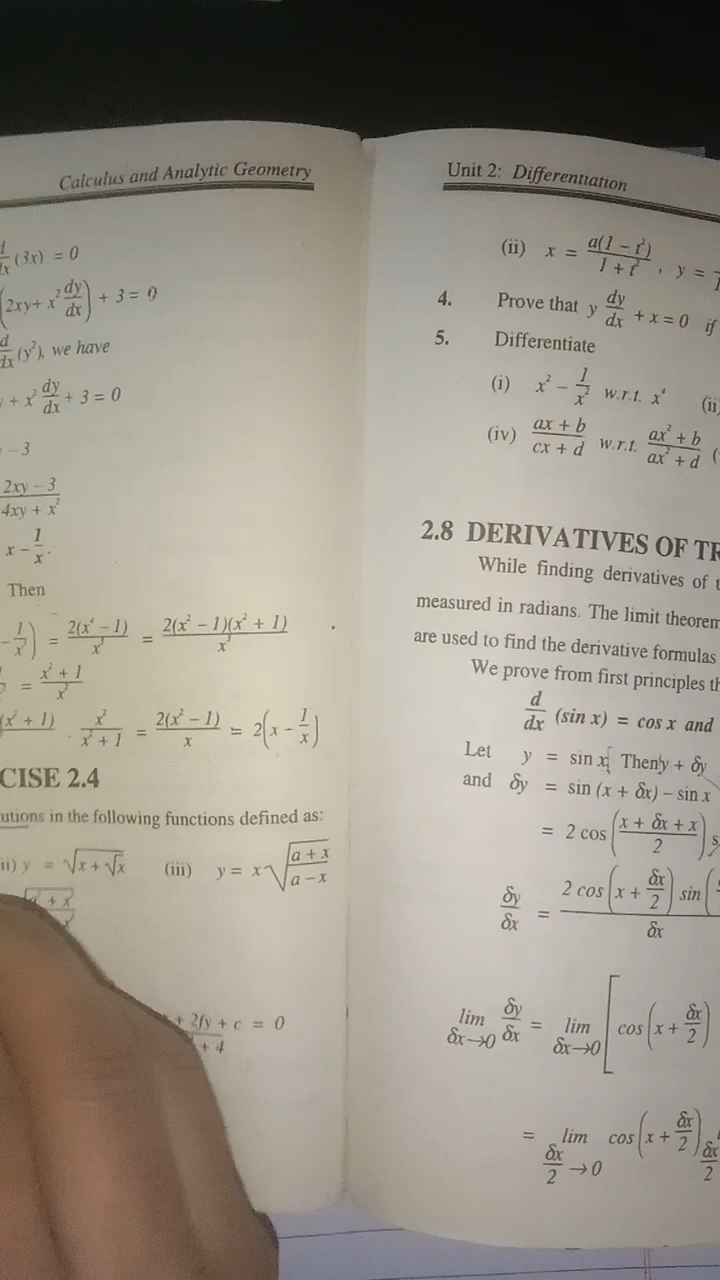 Calculus and Analytic Geometry
(3x) = 0
(2xy + x² dy/dx) + 3 = 0
d/dx (y²), we have
+ x² dy/dx + 3 = 0
- 3
2xy - 3 / 4xy + x²
x - 1/x.
Then
- 1/x²) = 2(x⁴ - 1)/x³ = 2(x² - 1)(x² + 1)/x³
= x² + 1 / x²
(x² + 1) . x²/(x² + 1) = 2(x² - 1)/x = 2(x - 1/x)
CISE 2.4
utions in the following functions defined as:
ii) y = √(x + √x) (iii) y = x√((a + x)/(a - x))
+ 2fy + c = 0
+ 4
Unit 2: Differentiation
(ii) x = a(1 - t²)/(1 + t²), y =
4. Prove that y dy/dx + x = 0 if
5. Differentiate
(i) x² - 1/x² w.r.t. x⁴ (ii
(iv) (ax + b)/(cx + d) w.r.t. (ax² + b)/(ax² + d) (
2.8 DERIVATIVES OF TR
While finding derivatives of t
measured in radians. The limit theorem
are used to find the derivative formulas
We prove from first principles th
d/dx (sin x) = cos x and
Let y = sin x, Then y + δy
and δy = sin (x + δx) - sin x
= 2 cos ((x + δx + x)/2) s
δy/δx = 2 cos (x + δx/2) sin ( / δx
lim δx→0 δy/δx = lim δx→0 [cos (x + δx/2)
= lim δx/2 →0 cos (x + δx/2) δx/2